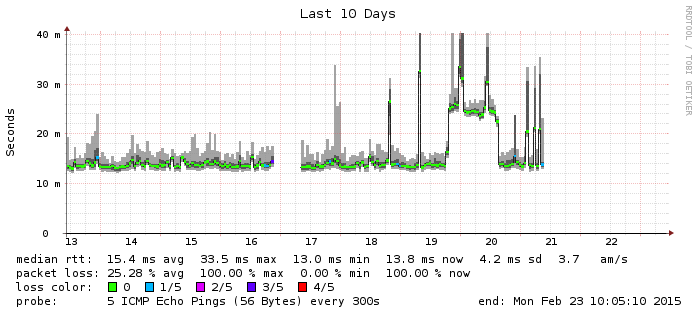 Last 10 Days
RRDTOOL / TOBI OETIKER
Seconds
40 m
30 m
20 m
10 m
0
13 14 15 16 17 18 19 20 21 22
median rtt: 15.4 ms avg 33.5 ms max 13.0 ms min 13.8 ms now 4.2 ms sd 3.7 am/s
packet loss: 25.28 % avg 100.00 % max 0.00 % min 100.00 % now
loss color: 0 1/5 2/5 3/5 4/5
probe: 5 ICMP Echo Pings (56 Bytes) every 300s end: Mon Feb 23 10:05:10 2015